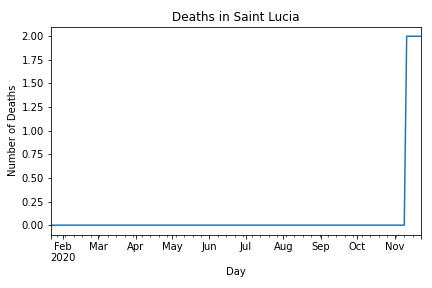 Deaths in Saint Lucia
Number of Deaths
2.00
1.75
1.50
1.25
1.00
0.75
0.50
0.25
0.00
Feb Mar Apr May Jun Jul Aug Sep Oct Nov
2020
Day